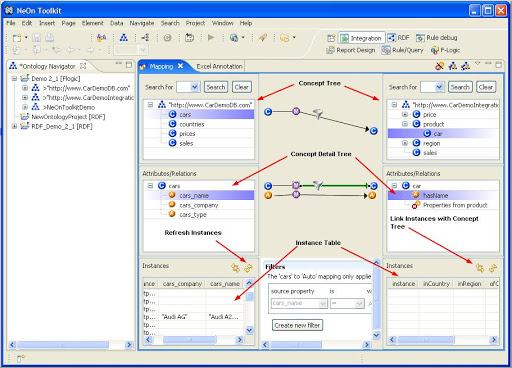 NeOn Toolkit
File Edit Insert Page Element Data Navigate Search Project Run Window Help
Integration RDF Rule debug
Report Design Rule/Query F-Logic
*Ontology Navigator
Demo 2_1 [Flogic]
>"http://www.CarDemoDB.com"
>"http://www.CarDemoIntegratio
>NeOnToolkitDemo
NewOntologyProject [RDF]
RDF_Demo_2_1 [RDF]
Mapping Excel Annotation
Search for Search Clear
"http://www.CarDemoDB.com"
cars
countries
prices
sales
Concept Tree
Search for Search Clear
"http://www.CarDemoIntegra
price
product
car
region
sales
Attributes/Relations
cars
cars_name
cars_company
cars_type
Concept Detail Tree
Attributes/Relations
car
hasName
Properties from product
Refresh Instances
Link Instances with Concept
Tree
Instance Table
Instances
ince cars_company cars_name
tp...
tp...
tp... "Audi AG" "Audi A2...
tp...
Filters
The 'cars' to 'Auto' mapping only applie
source property is
cars_name =
Create new filter
Instances
instance inCountry inRegion ofC